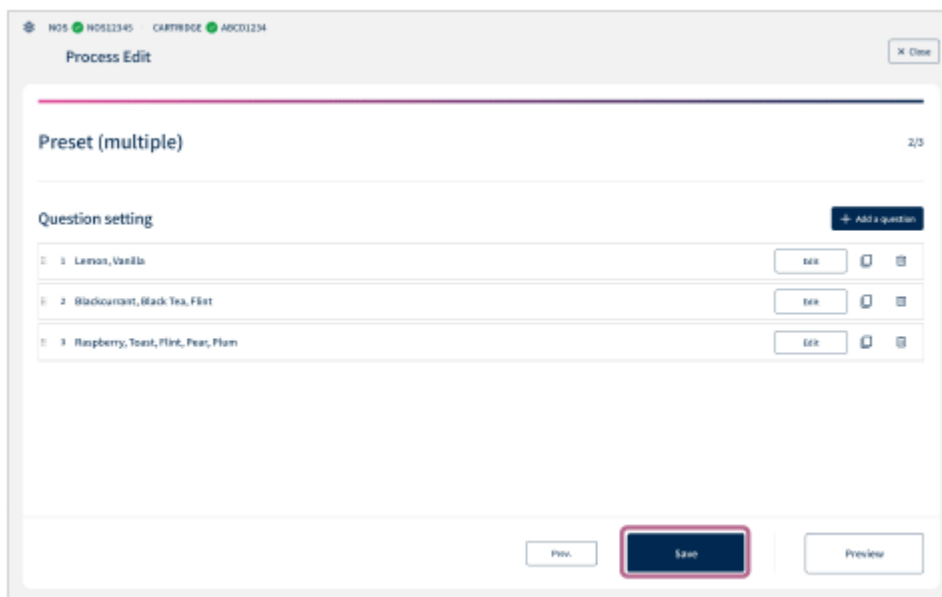 NOS NOS12345 CARTRIDGE ABCD1234
Process Edit
× Close
Preset (multiple)
2/3
Question setting
+ Add a question
1 Lemon, Vanilla Edit
2 Blackcurrant, Black Tea, Flint Edit
3 Raspberry, Toast, Flint, Pear, Plum Edit
Prev. Save Preview